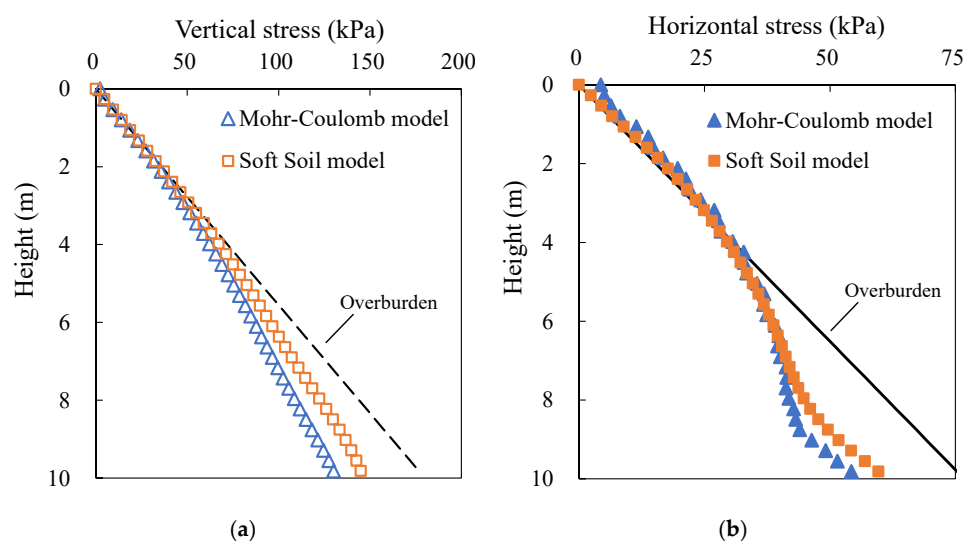 Vertical stress (kPa)
0 50 100 150 200
0
2
4
6
8
10
Height (m)
Mohr-Coulomb model
Soft Soil model
Overburden
(a)
Horizontal stress (kPa)
0 25 50 75
0
2
4
6
8
10
Height (m)
Mohr-Coulomb model
Soft Soil model
Overburden
(b)